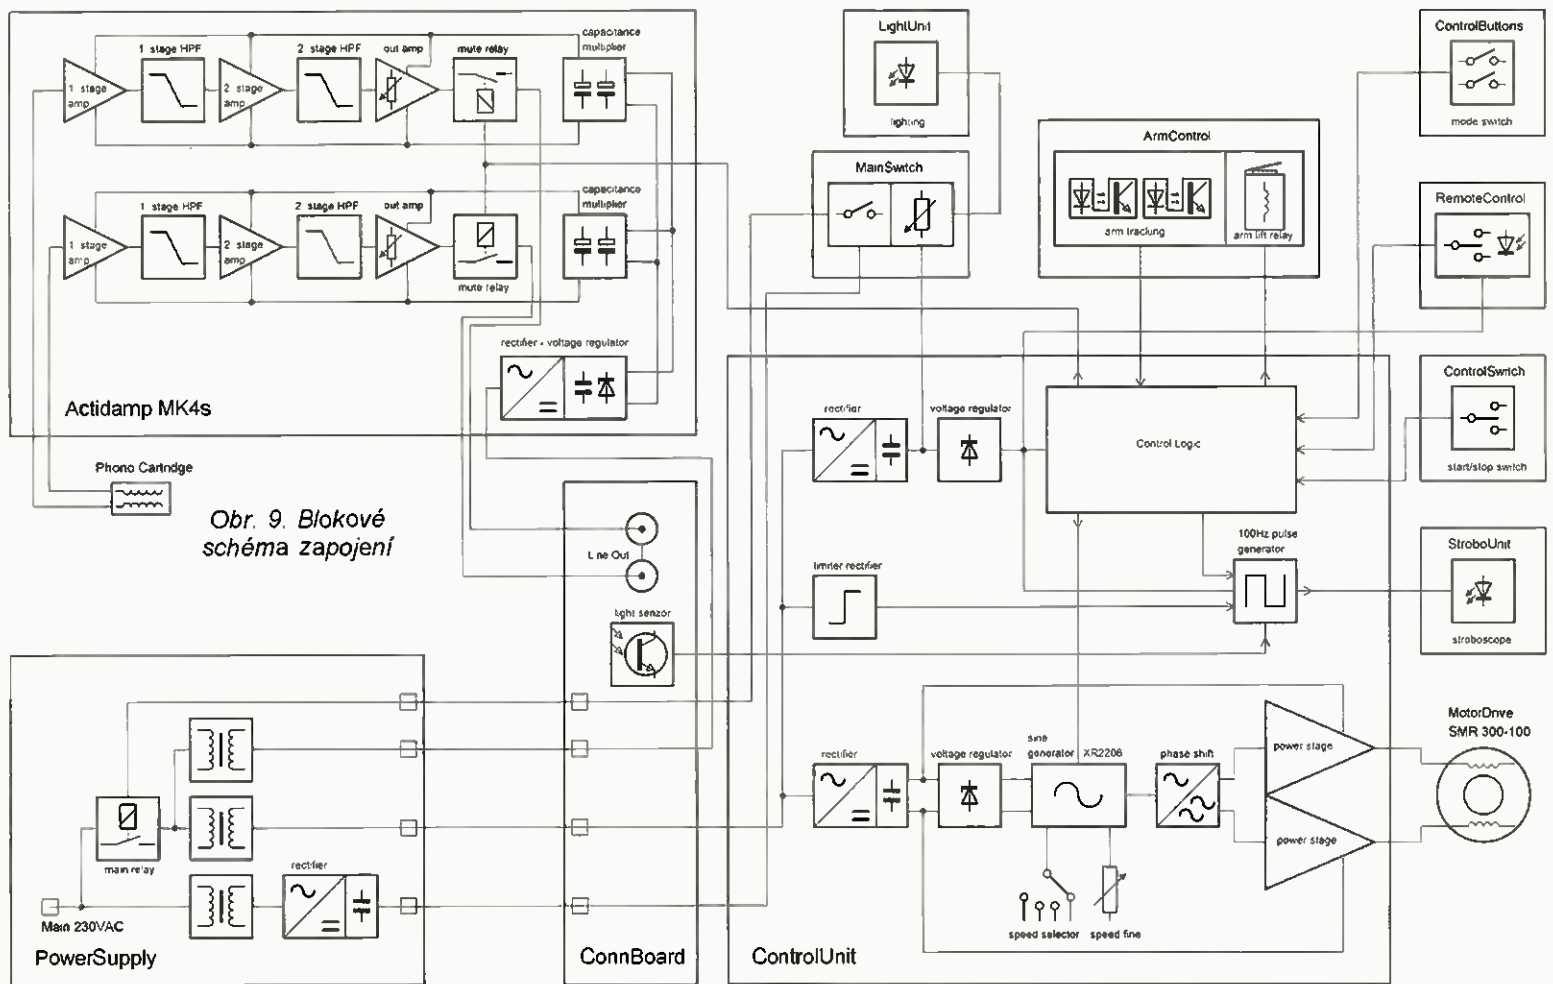 1 stage HPF
2 stage HPF
out amp
mute relay
capacitance
multiplier
1 stage
amp
2 stage
amp
1 stage HPF
2 stage HPF
out amp
capacitance
multiplier
1 stage
amp
2 stage
amp
mute relay
rectifier - voltage regulator
Actidamp MK4s
Phono Cartridge
Obr. 9. Blokové
schéma zapojení
LightUnit
lighting
MainSwitch
ArmControl
arm tracking
arm lift relay
ControlButtons
mode switch
RemoteControl
ControlSwitch
start/stop switch
rectifier
voltage regulator
Control Logic
Line Out
light senzor
limiter rectifier
100Hz pulse
generator
StroboUnit
stroboscope
main relay
rectifier
Main 230VAC
PowerSupply
ConnBoard
rectifier
voltage regulator
sine
generator XR2206
phase shift
power stage
power stage
speed selector
speed fine
ControlUnit
MotorDrive
SMR 300-100